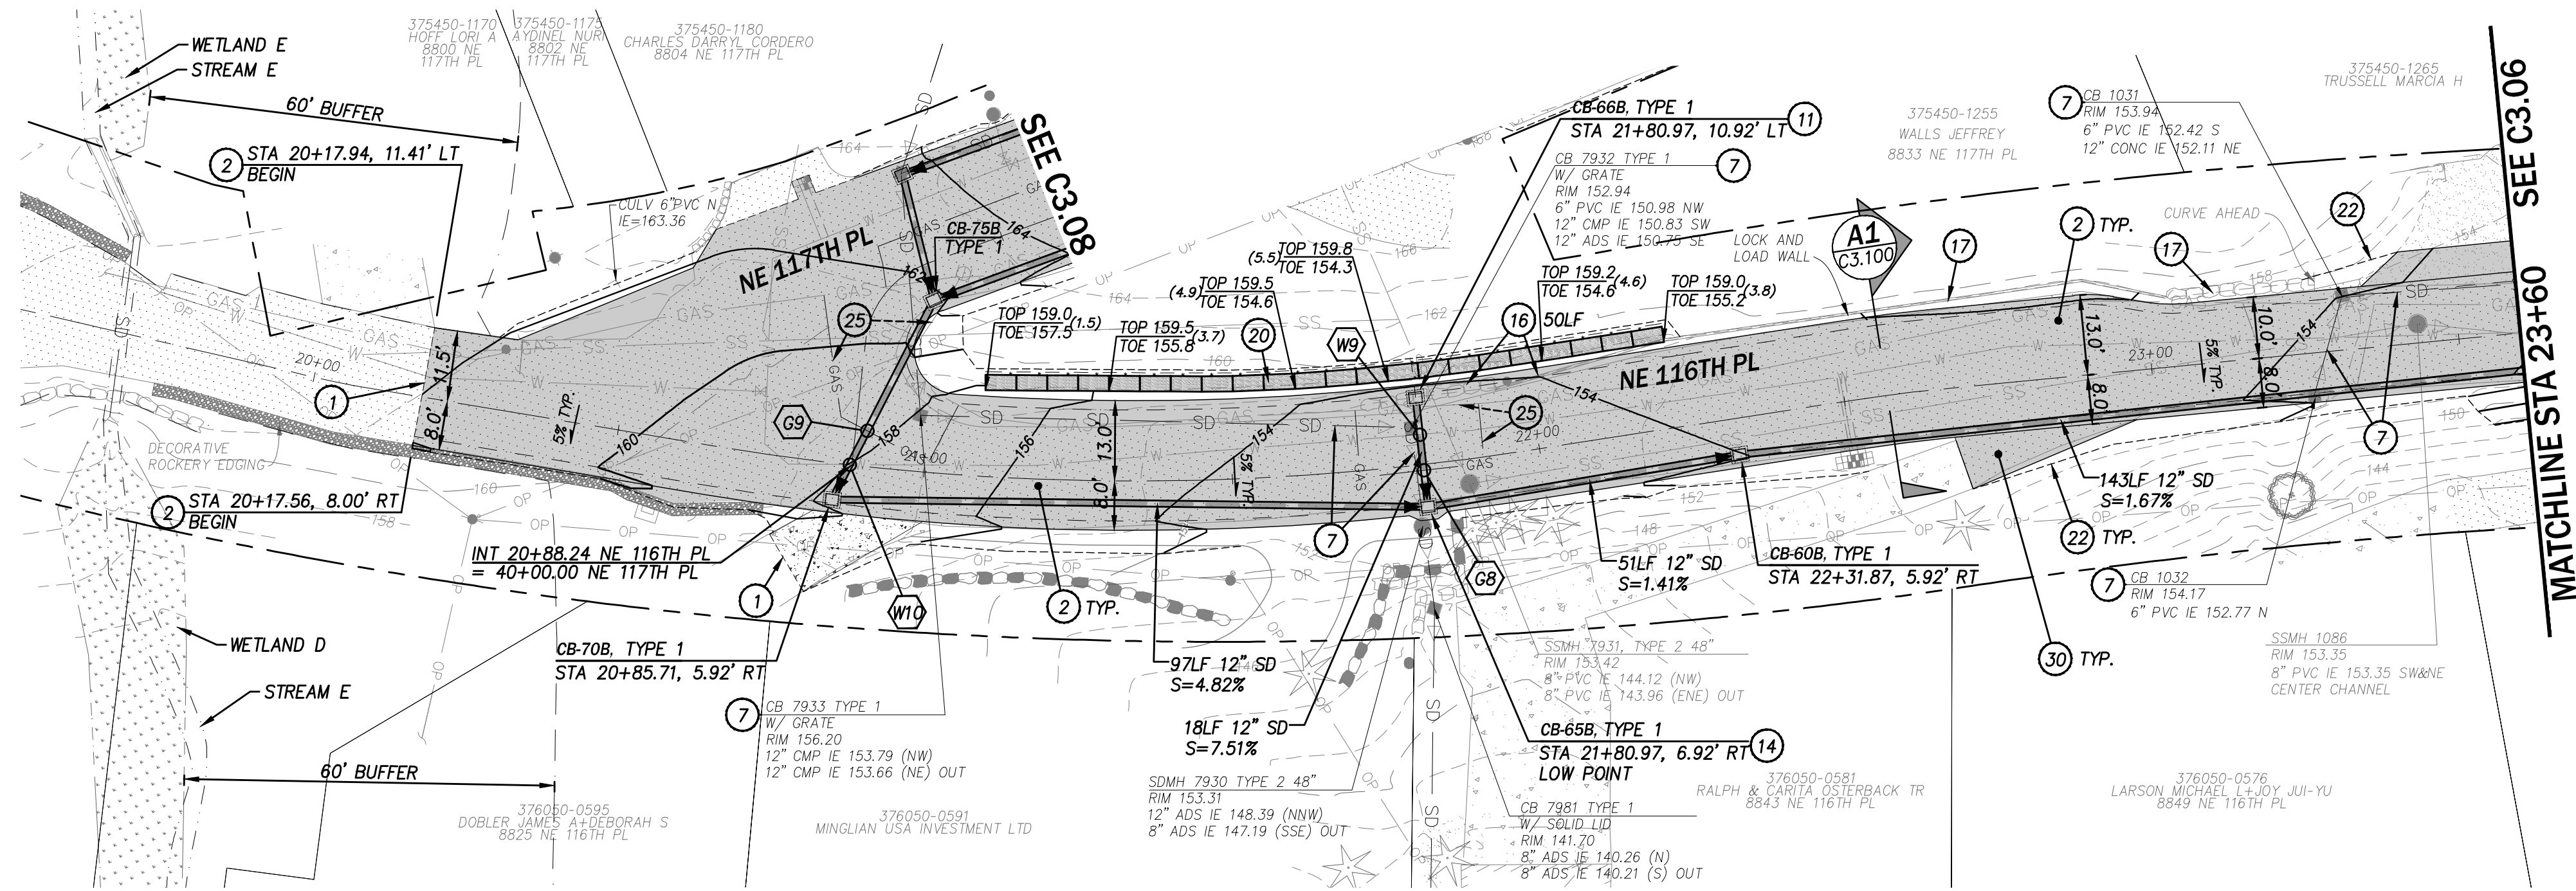 WETLAND E
STREAM E
60' BUFFER
2
STA 20+17.94, 11.41' LT
BEGIN
375450-1170
HOFF LORI A
8800 NE
117TH PL
375450-1175
AYDINEL NURI
8802 NE
117TH PL
375450-1180
CHARLES DARRYL CORDERO
8804 NE 117TH PL
CULV 6"PVC N
IE=163.36
NE 117TH PL
SEE C3.08
CB-75B
TYPE 1
164
164
162
25
TOP 159.0
TOE 157.5
(1.5)
TOP 159.5
TOE 155.8
(3.7)
(4.9)
TOP 159.5
TOE 154.6
(5.5)
TOP 159.8
TOE 154.3
20
W9
16
50LF
TOP 159.2
TOE 154.6
(4.6)
TOP 159.0
TOE 155.2
(3.8)
CB-66B, TYPE 1
STA 21+80.97, 10.92' LT
11
CB 7932 TYPE 1
7
W/ GRATE
RIM 152.94
6" PVC IE 150.98 NW
12" CMP IE 150.83 SW
12" ADS IE 150.75 SE
LOCK AND
LOAD WALL
A1
C3.100
375450-1255
WALLS JEFFREY
8833 NE 117TH PL
17
2 TYP.
7
CB 1031
RIM 153.94
6" PVC IE 152.42 S
12" CONC IE 152.11 NE
CURVE AHEAD
17
22
375450-1265
TRUSSELL MARCIA H
MATCHLINE STA 23+60 SEE C3.06
NE 116TH PL
20+00
21+00
22+00
23+00
11.5'
8.0'
5% TYP.
160
158
156
154
154
154
13.0'
8.0'
5% TYP.
13.0'
8.0'
10.0'
8.0'
5% TYP.
1
DECORATIVE
ROCKERY EDGING
2
STA 20+17.56, 8.00' RT
BEGIN
G9
25
7
INT 20+88.24 NE 116TH PL
= 40+00.00 NE 117TH PL
1
W10
2 TYP.
7
G8
51LF 12" SD
S=1.41%
CB-60B, TYPE 1
STA 22+31.87, 5.92' RT
143LF 12" SD
S=1.67%
22 TYP.
7
CB 1032
RIM 154.17
6" PVC IE 152.77 N
30 TYP.
SSMH 1086
RIM 153.35
8" PVC IE 153.35 SW&NE
CENTER CHANNEL
WETLAND D
STREAM E
60' BUFFER
CB-70B, TYPE 1
STA 20+85.71, 5.92' RT
7
CB 7933 TYPE 1
W/ GRATE
RIM 156.20
12" CMP IE 153.79 (NW)
12" CMP IE 153.66 (NE) OUT
97LF 12" SD
S=4.82%
18LF 12" SD
S=7.51%
SSMH 7931, TYPE 2 48"
RIM 153.42
8" PVC IE 144.12 (NW)
8" PVC IE 143.96 (ENE) OUT
CB-65B, TYPE 1
STA 21+80.97, 6.92' RT
LOW POINT
14
SDMH 7930 TYPE 2 48"
RIM 153.31
12" ADS IE 148.39 (NNW)
8" ADS IE 147.19 (SSE) OUT
CB 7981 TYPE 1
W/ SOLID LID
RIM 141.70
8" ADS IE 140.26 (N)
8" ADS IE 140.21 (S) OUT
376050-0595
DOBLER JAMES A+DEBORAH S
8825 NE 116TH PL
376050-0591
MINGLIAN USA INVESTMENT LTD
376050-0581
RALPH & CARITA OSTERBACK TR
8843 NE 116TH PL
376050-0576
LARSON MICHAEL L+JOY JUI-YU
8849 NE 116TH PL